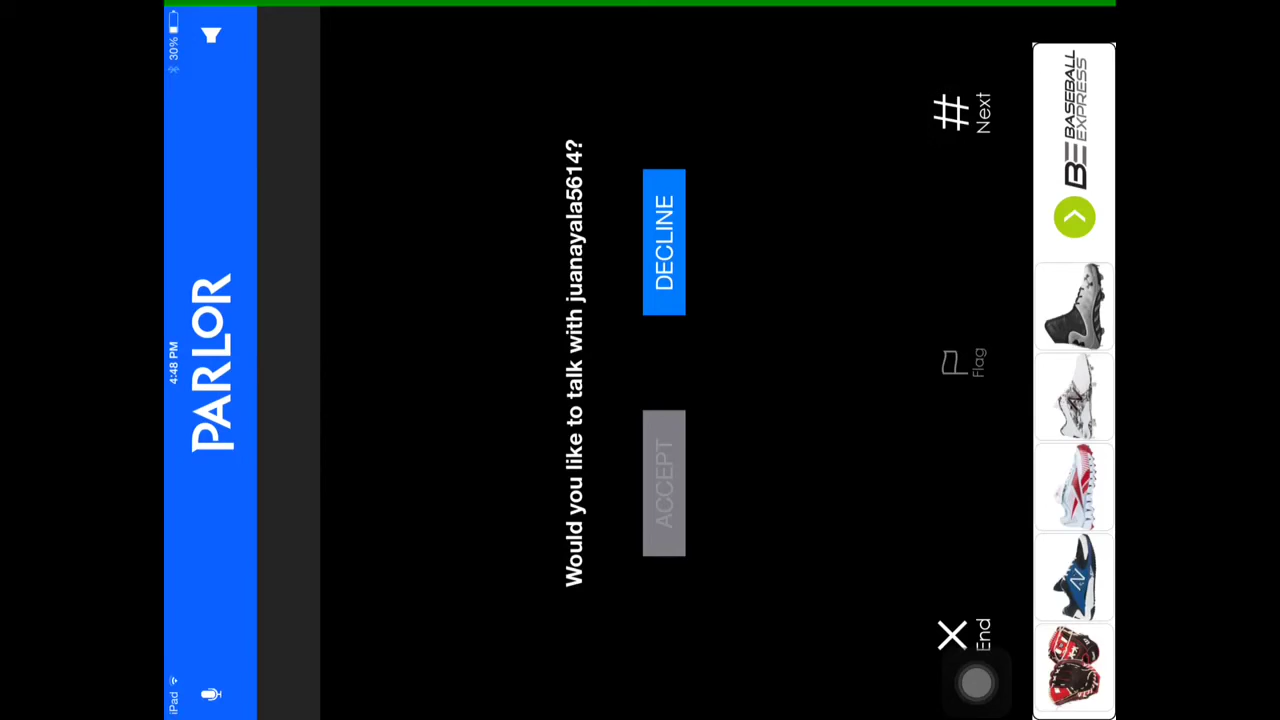 iPad 4:48 PM 30%
PARLOR
Would you like to talk with juanayala5614?
ACCEPT DECLINE
End Flag Next
BE BASEBALL
EXPRESS